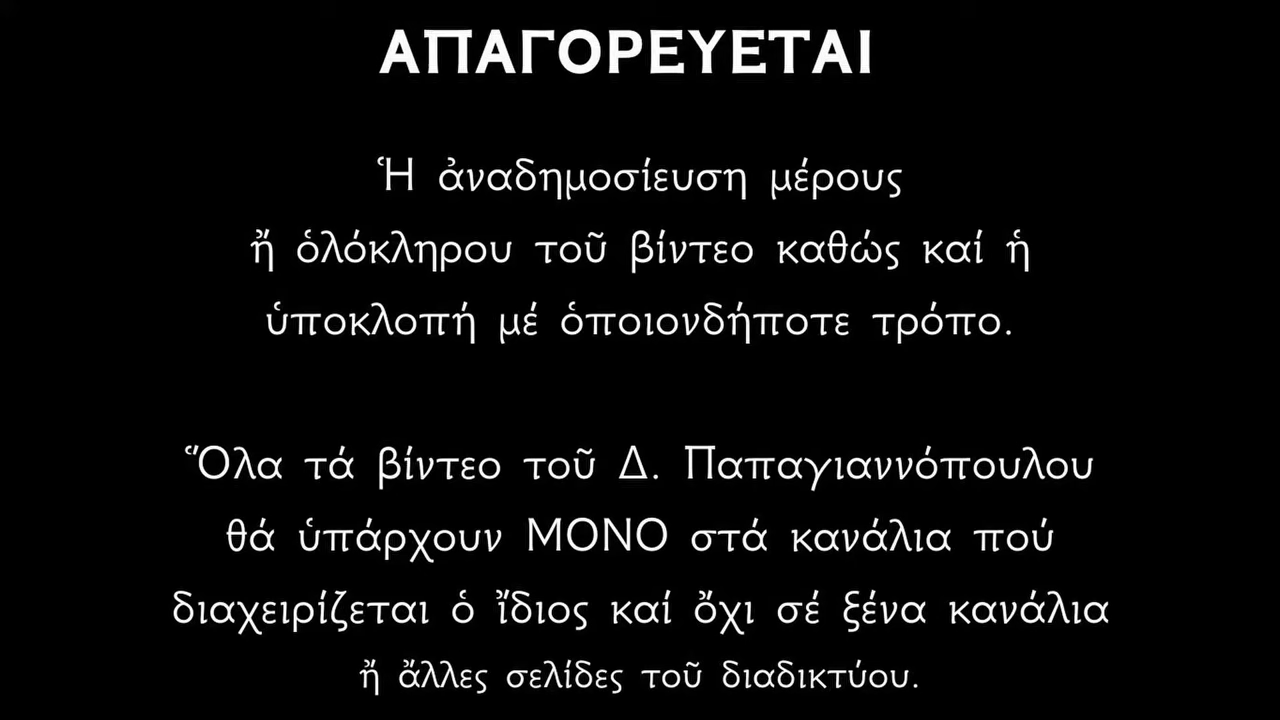 ΑΠΑΓΟΡΕΥΕΤΑΙ
Ἡ ἀναδημοσίευση μέρους
ἤ ὁλόκληρου τοῦ βίντεο καθώς καί ἡ
ὑποκλοπή μέ ὁποιονδήποτε τρόπο.
Ὅλα τά βίντεο τοῦ Δ. Παπαγιαννόπουλου
θά ὑπάρχουν ΜΟΝΟ στά κανάλια πού
διαχειρίζεται ὁ ἴδιος καί ὄχι σέ ξένα κανάλια
ἤ ἄλλες σελίδες τοῦ διαδικτύου.